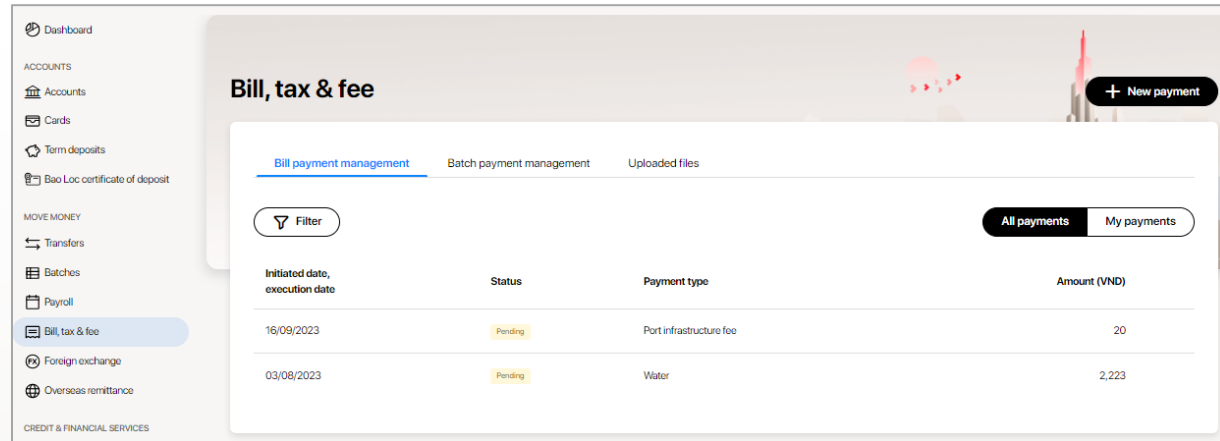 Dashboard
ACCOUNTS
Accounts
Cards
Term deposits
Bao Loc certificate of deposit
MOVE MONEY
Transfers
Batches
Payroll
Bill, tax & fee
FX Foreign exchange
Overseas remittance
CREDIT & FINANCIAL SERVICES
Bill, tax & fee
+ New payment
Bill payment management Batch payment management Uploaded files
Filter All payments My payments
Initiated date,
execution date Status Payment type Amount (VND)
16/09/2023 Pending Port infrastructure fee 20
03/08/2023 Pending Water 2,223